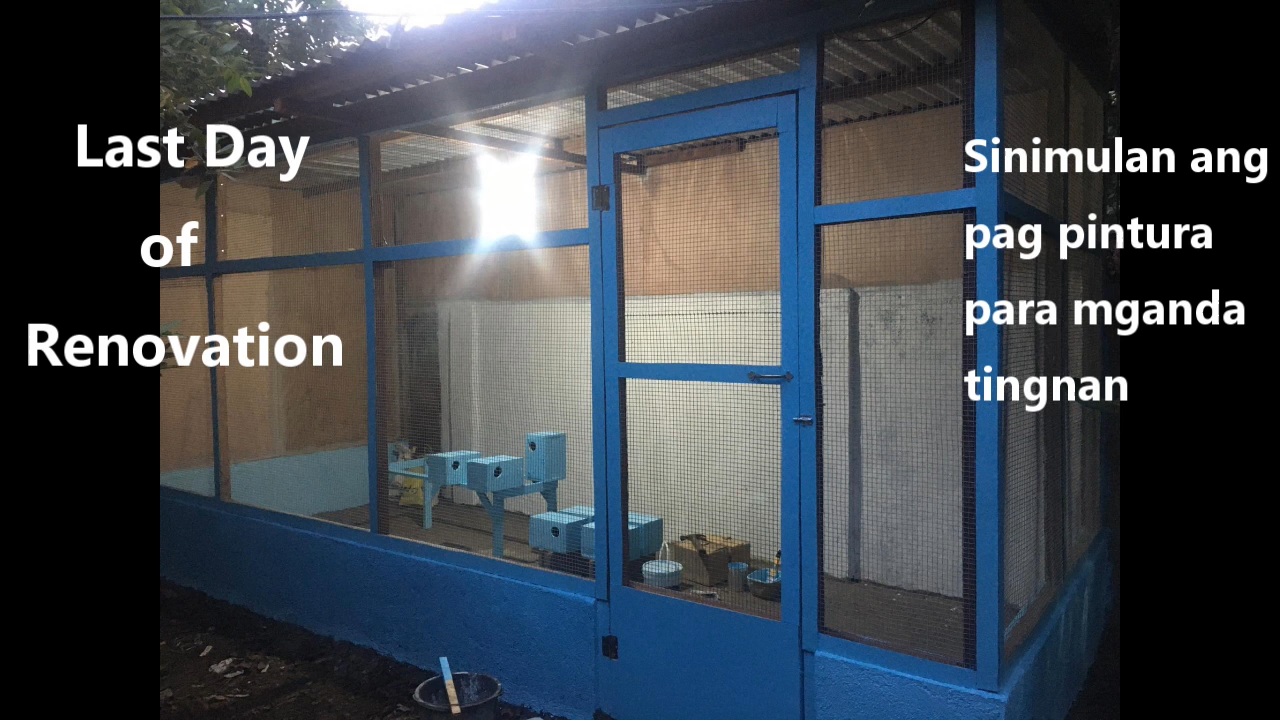 Last Day
of
Renovation
Sinimulan ang
pag pintura
para mganda
tingnan